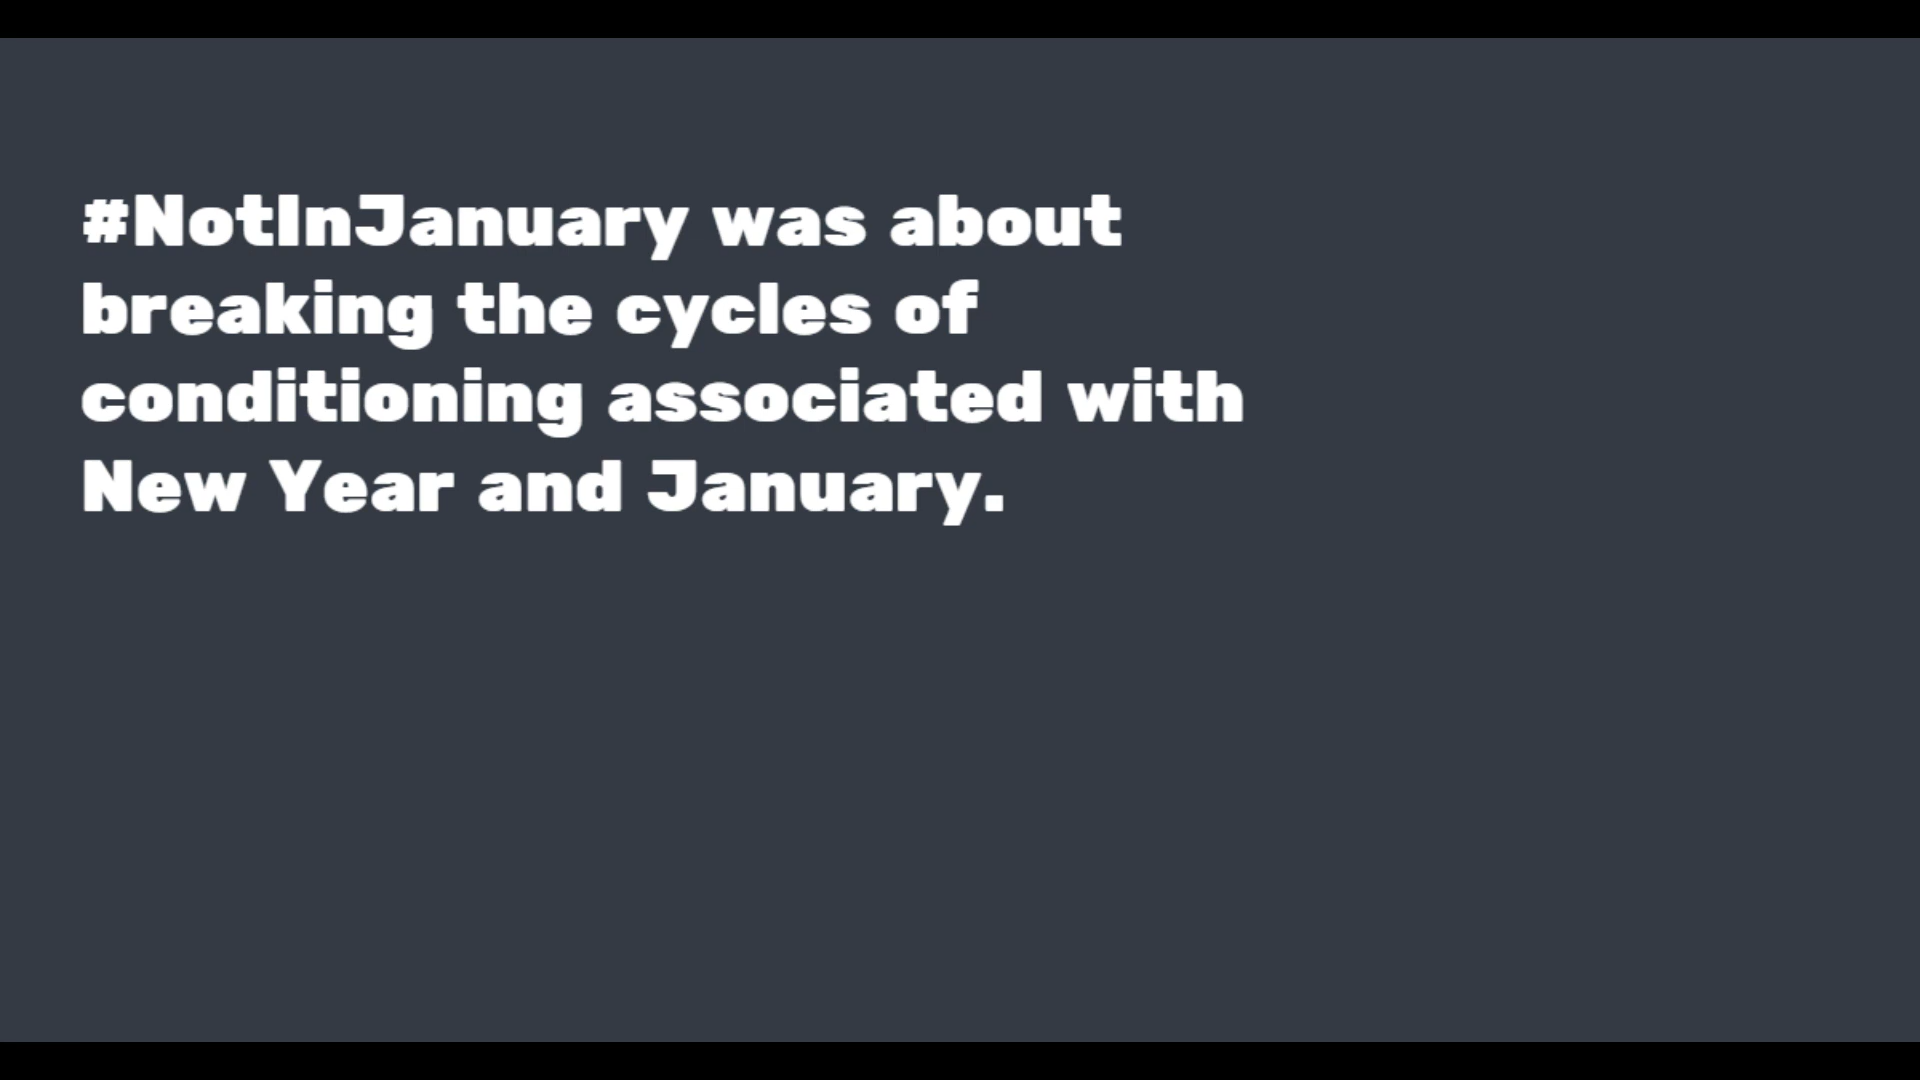 #NotInJanuary was about
breaking the cycles of
conditioning associated with
New Year and January.